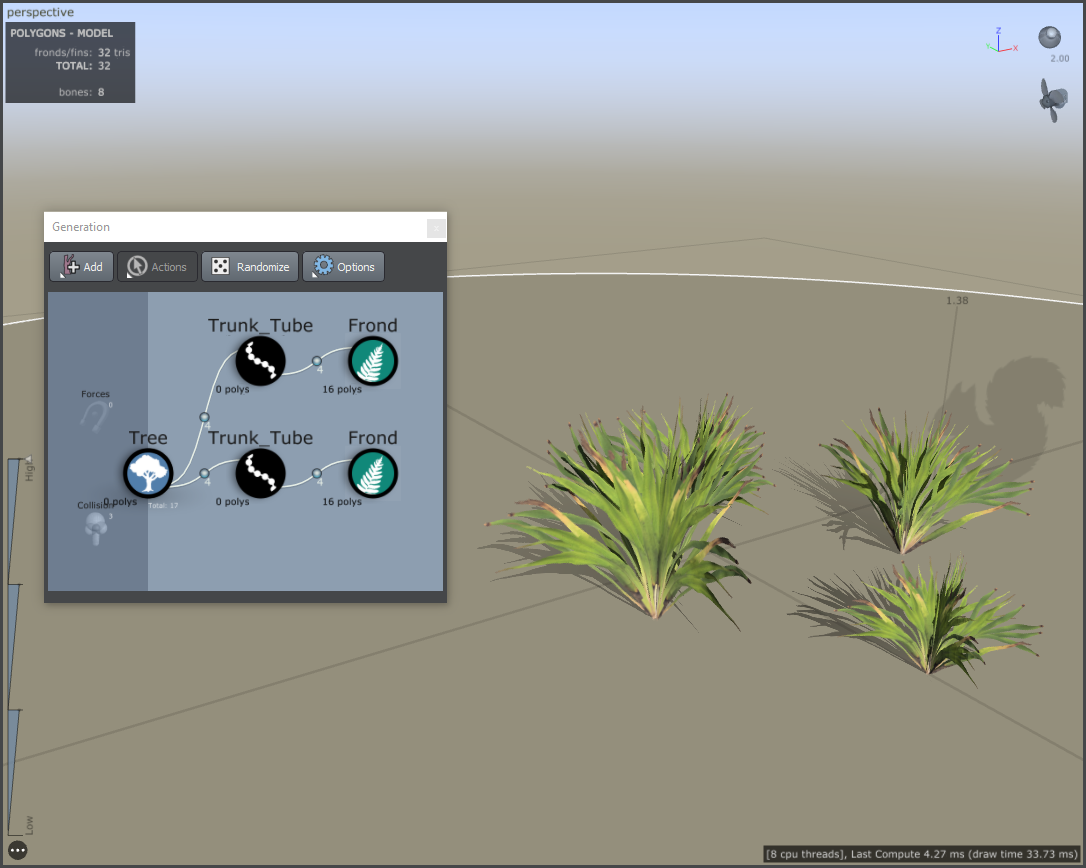 perspective
POLYGONS - MODEL
fronds/fins: 32 tris
TOTAL: 32
bones: 8
Z
Y
X
2.00
Generation
Add
Actions
Randomize
Options
Trunk_Tube
Frond
4
0 polys
16 polys
Forces
0
4
Tree
Trunk_Tube
Frond
4
4
0 polys
0 polys
16 polys
Collision
Total: 17
3
1.38
High
Low
[8 cpu threads], Last Compute 4.27 ms (draw time 33.73 ms)